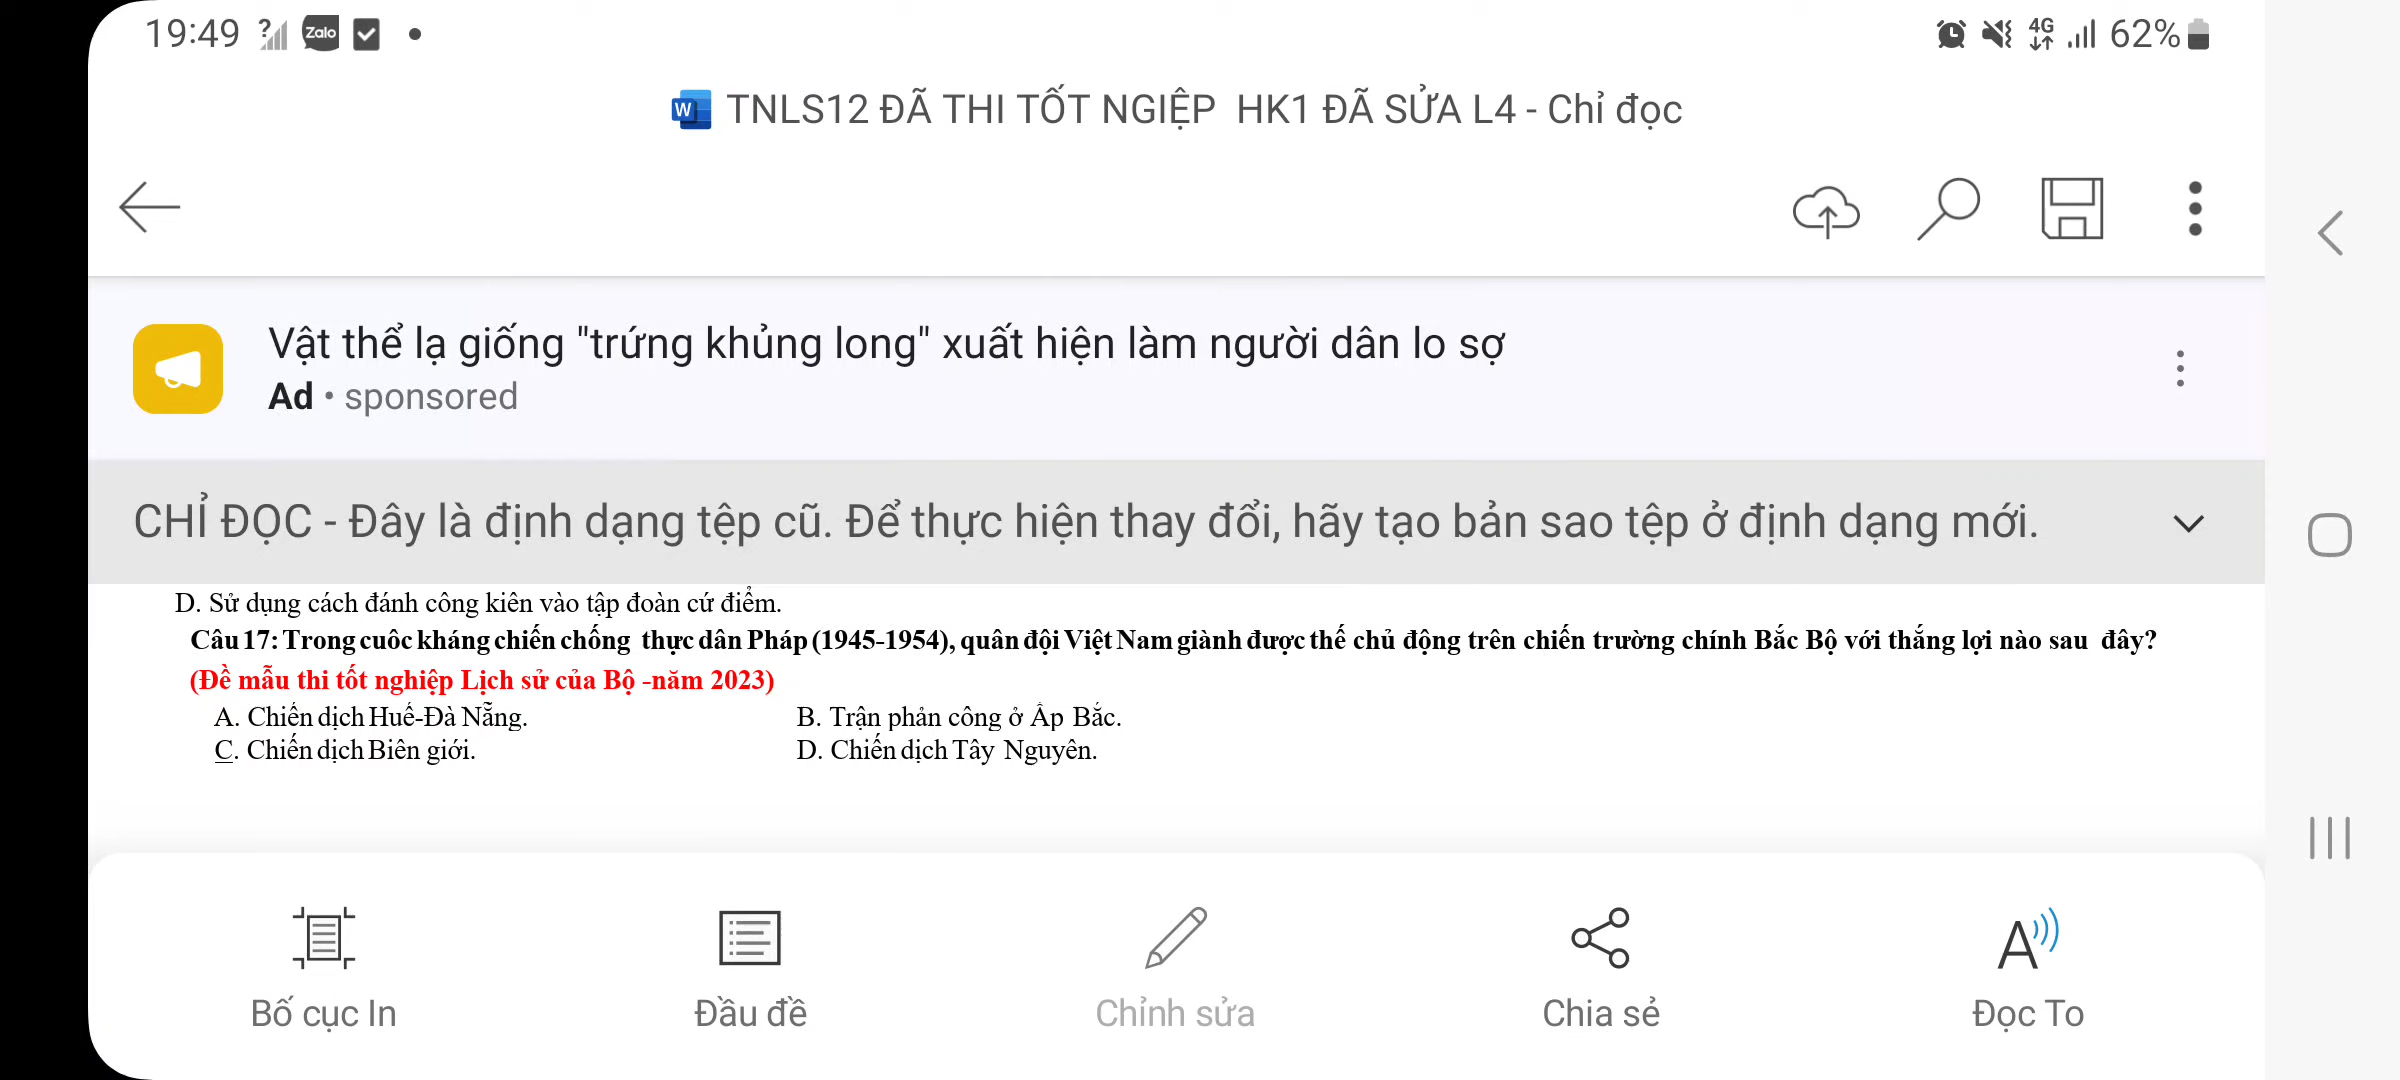 19:49 Zalo 4G 62%
TNLS12 ĐÃ THI TỐT NGIỆP HK1 ĐÃ SỬA L4 - Chỉ đọc
Vật thể lạ giống "trứng khủng long" xuất hiện làm người dân lo sợ
Ad • sponsored
CHỈ ĐỌC - Đây là định dạng tệp cũ. Để thực hiện thay đổi, hãy tạo bản sao tệp ở định dạng mới.
D. Sử dụng cách đánh công kiên vào tập đoàn cứ điểm.
Câu 17: Trong cuôc kháng chiến chống thực dân Pháp (1945-1954), quân đội Việt Nam giành được thế chủ động trên chiến trường chính Bắc Bộ với thắng lợi nào sau đây?
(Đề mẫu thi tốt nghiệp Lịch sử của Bộ -năm 2023)
A. Chiến dịch Huế-Đà Nẵng. B. Trận phản công ở Ấp Bắc.
C. Chiến dịch Biên giới. D. Chiến dịch Tây Nguyên.
Bố cục In Đầu đề Chỉnh sửa Chia sẻ Đọc To